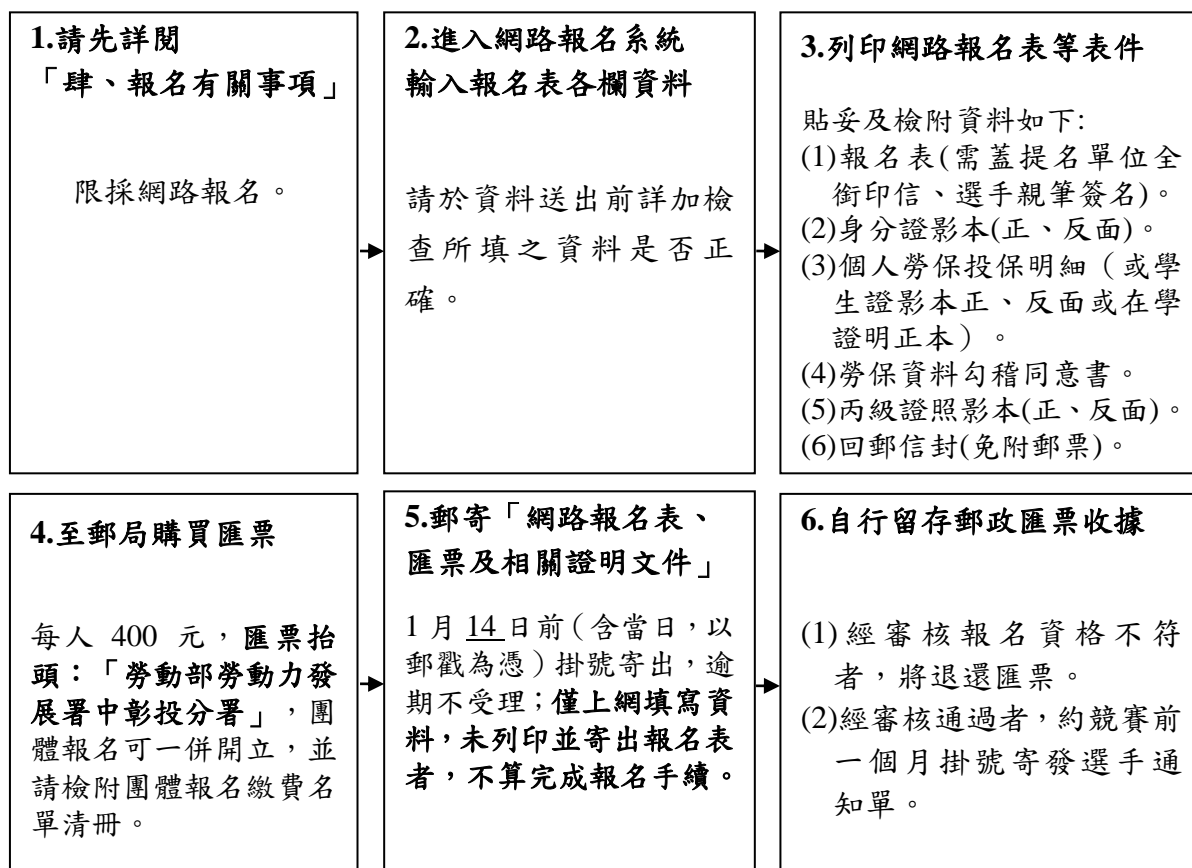 1.請先詳閱
「肆、報名有關事項」
限採網路報名。
2.進入網路報名系統
輸入報名表各欄資料
請於資料送出前詳加檢
查所填之資料是否正
確。
3.列印網路報名表等表件
貼妥及檢附資料如下:
(1)報名表(需蓋提名單位全
銜印信、選手親筆簽名)。
(2)身分證影本(正、反面)。
(3)個人勞保投保明細（或學
生證影本正、反面或在學
證明正本）。
(4)勞保資料勾稽同意書。
(5)丙級證照影本(正、反面)。
(6)回郵信封(免附郵票)。
4.至郵局購買匯票
每人 400 元，匯票抬
頭：「勞動部勞動力發
展署中彰投分署」，團
體報名可一併開立，並
請檢附團體報名繳費名
單清冊。
5.郵寄「網路報名表、
匯票及相關證明文件」
1 月 14 日前（含當日，以
郵戳為憑）掛號寄出，逾
期不受理；僅上網填寫資
料，未列印並寄出報名表
者，不算完成報名手續。
6.自行留存郵政匯票收據
(1)經審核報名資格不符
者，將退還匯票。
(2)經審核通過者，約競賽前
一個月掛號寄發選手通
知單。